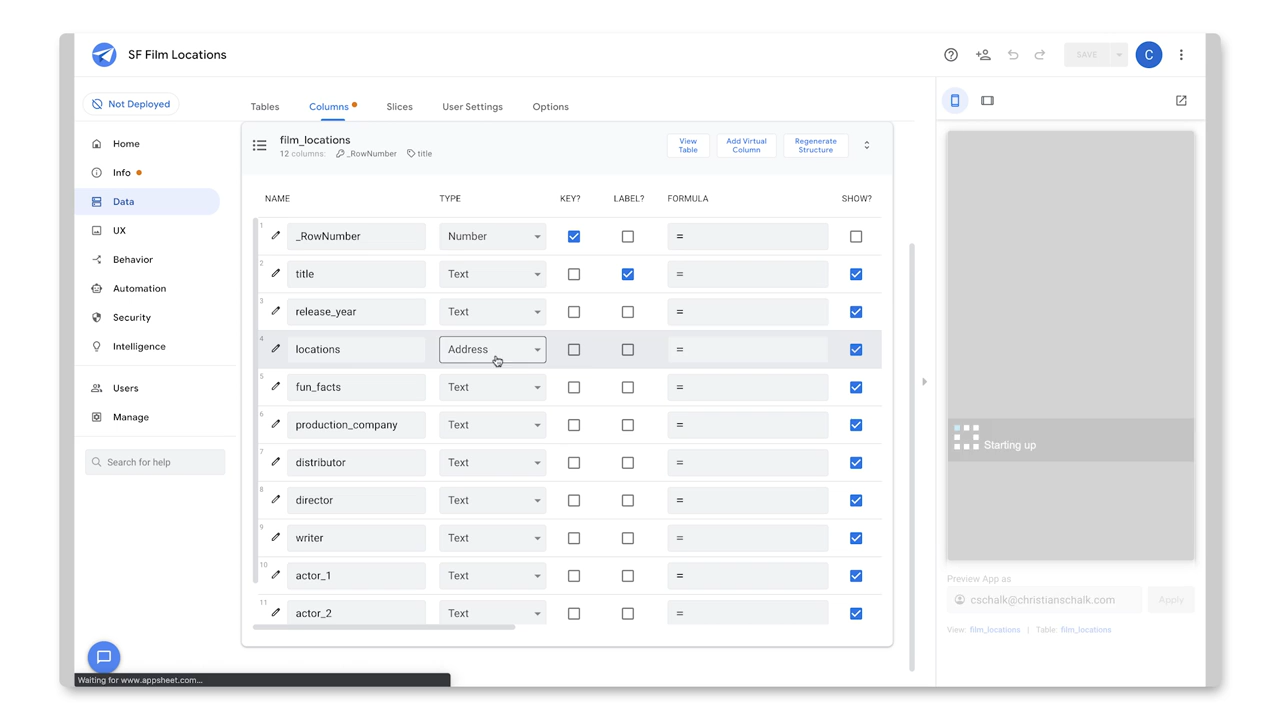 SF Film Locations
SAVE
C
Not Deployed
Tables
Columns
Slices
User Settings
Options
Home
Info
Data
UX
Behavior
Automation
Security
Intelligence
Users
Manage
Search for help
film_locations
12 columns: _RowNumber title
View Table
Add Virtual Column
Regenerate Structure
NAME TYPE KEY? LABEL? FORMULA SHOW?
1 _RowNumber Number =
2 title Text =
3 release_year Text =
4 locations Address =
5 fun_facts Text =
6 production_company Text =
7 distributor Text =
8 director Text =
9 writer Text =
10 actor_1 Text =
11 actor_2 Text =
Starting up
Preview App as
cschalk@christianschalk.com Apply
View: film_locations | Table: film_locations
Waiting for www.appsheet.com...